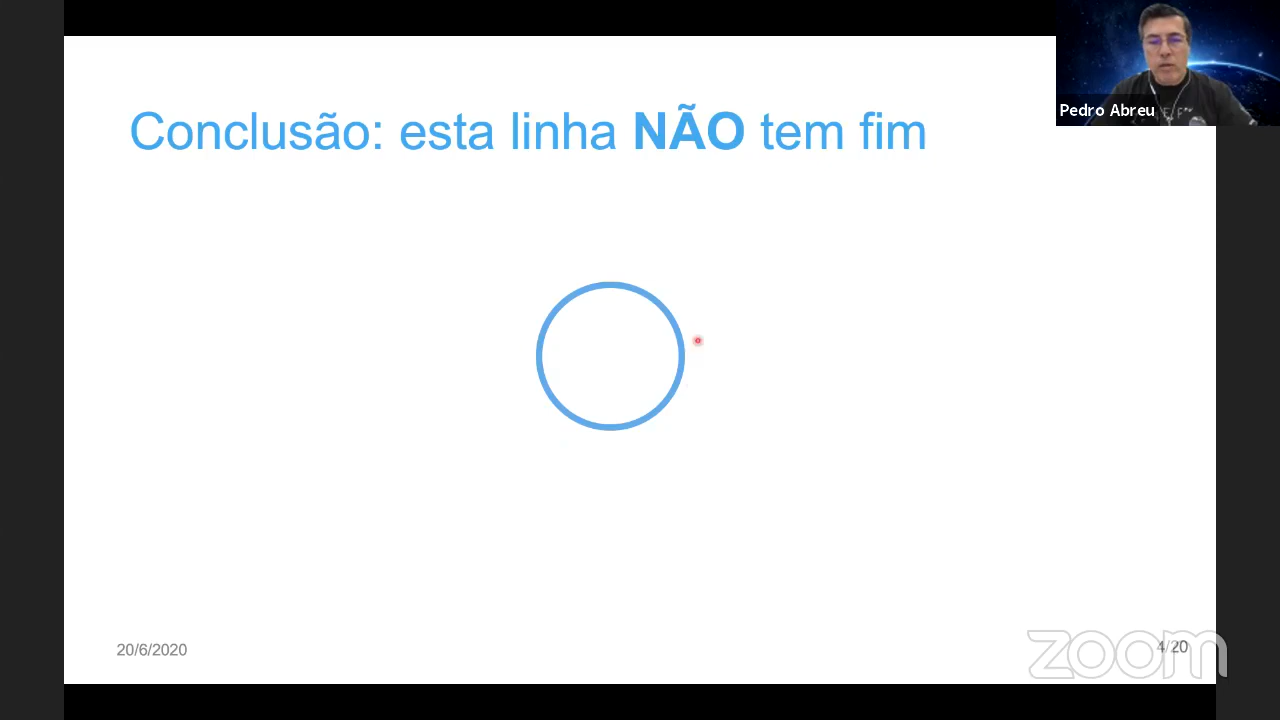 Pedro Abreu
Conclusão: esta linha NÃO tem fim
20/6/2020
4/20
zoom